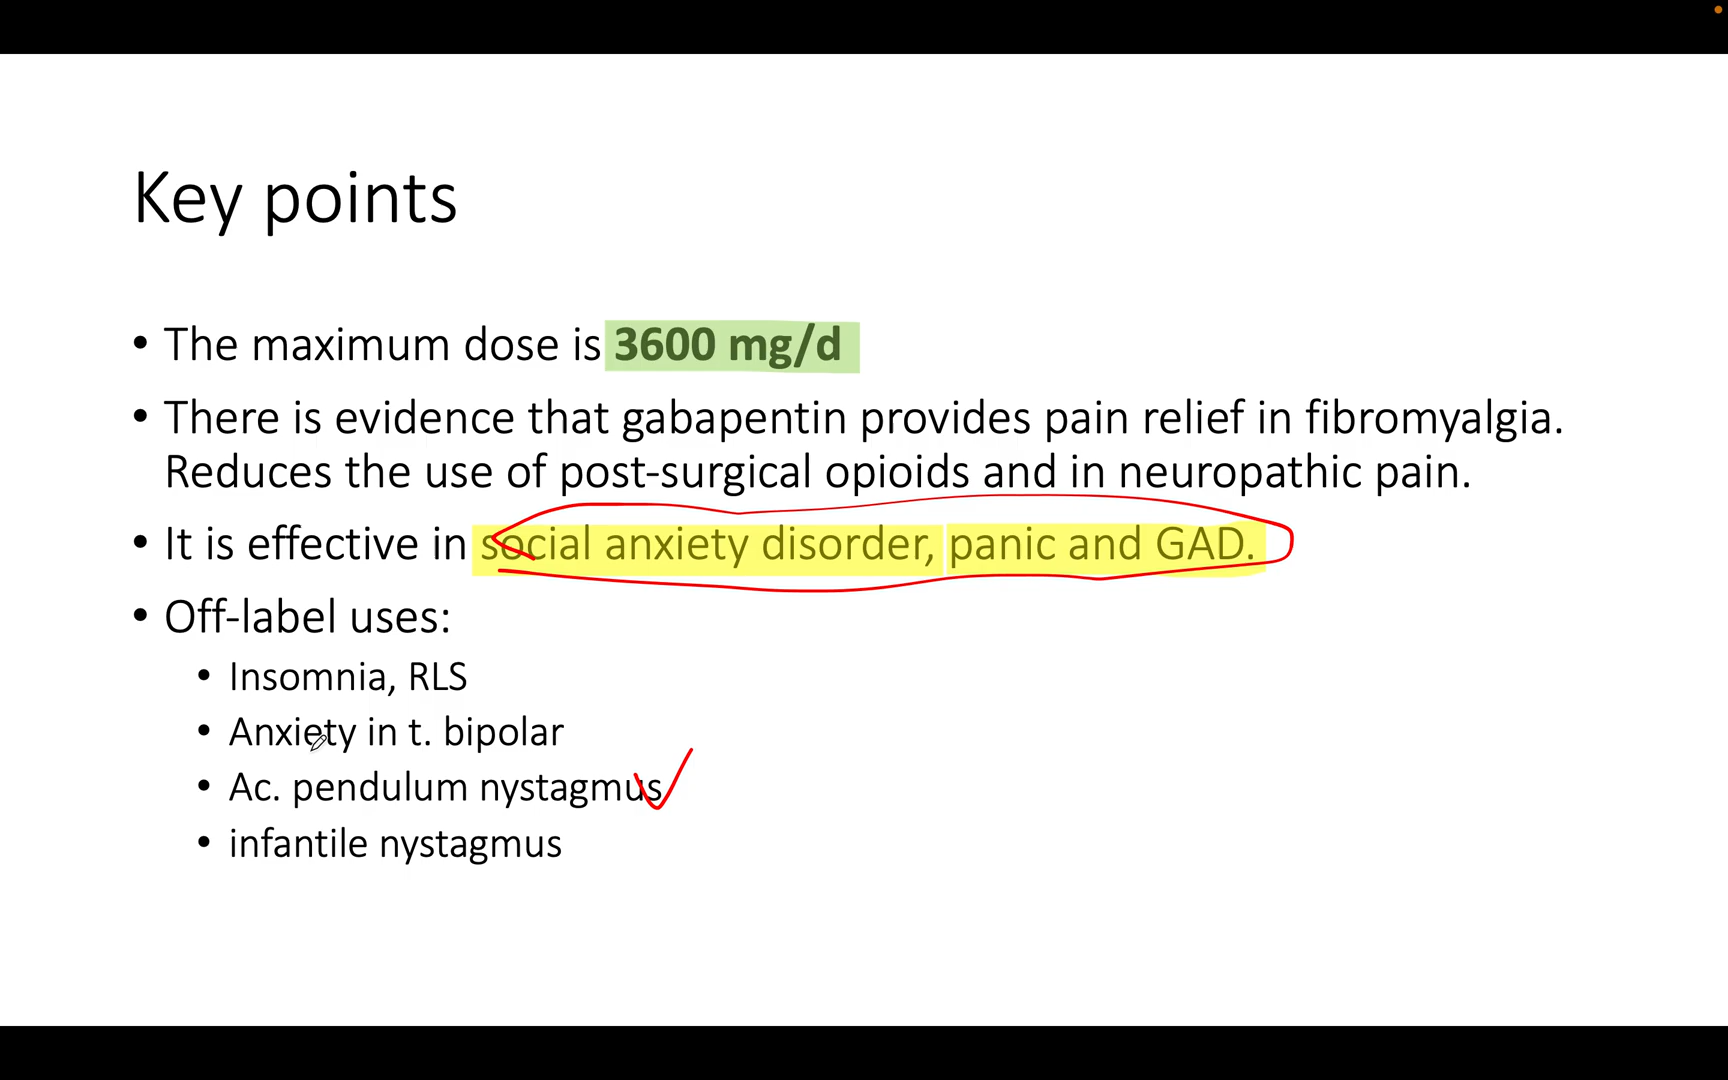 Key points
• The maximum dose is 3600 mg/d
• There is evidence that gabapentin provides pain relief in fibromyalgia.
Reduces the use of post-surgical opioids and in neuropathic pain.
• It is effective in social anxiety disorder, panic and GAD.
• Off-label uses:
• Insomnia, RLS
• Anxiety in t. bipolar
• Ac. pendulum nystagmus
• infantile nystagmus